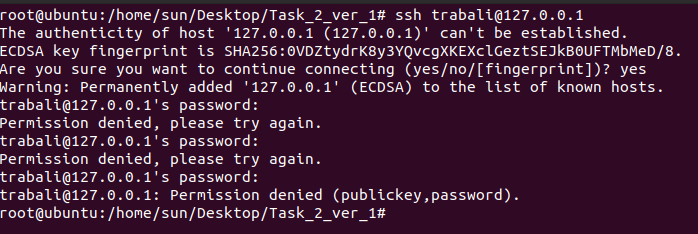 root@ubuntu:/home/sun/Desktop/Task_2_ver_1# ssh trabali@127.0.0.1
The authenticity of host '127.0.0.1 (127.0.0.1)' can't be established.
ECDSA key fingerprint is SHA256:0VDZtydrK8y3YQvcgXKEXclGeztSEJkB0UFTMbMeD/8.
Are you sure you want to continue connecting (yes/no/[fingerprint])? yes
Warning: Permanently added '127.0.0.1' (ECDSA) to the list of known hosts.
trabali@127.0.0.1's password:
Permission denied, please try again.
trabali@127.0.0.1's password:
Permission denied, please try again.
trabali@127.0.0.1's password:
trabali@127.0.0.1: Permission denied (publickey,password).
root@ubuntu:/home/sun/Desktop/Task_2_ver_1#